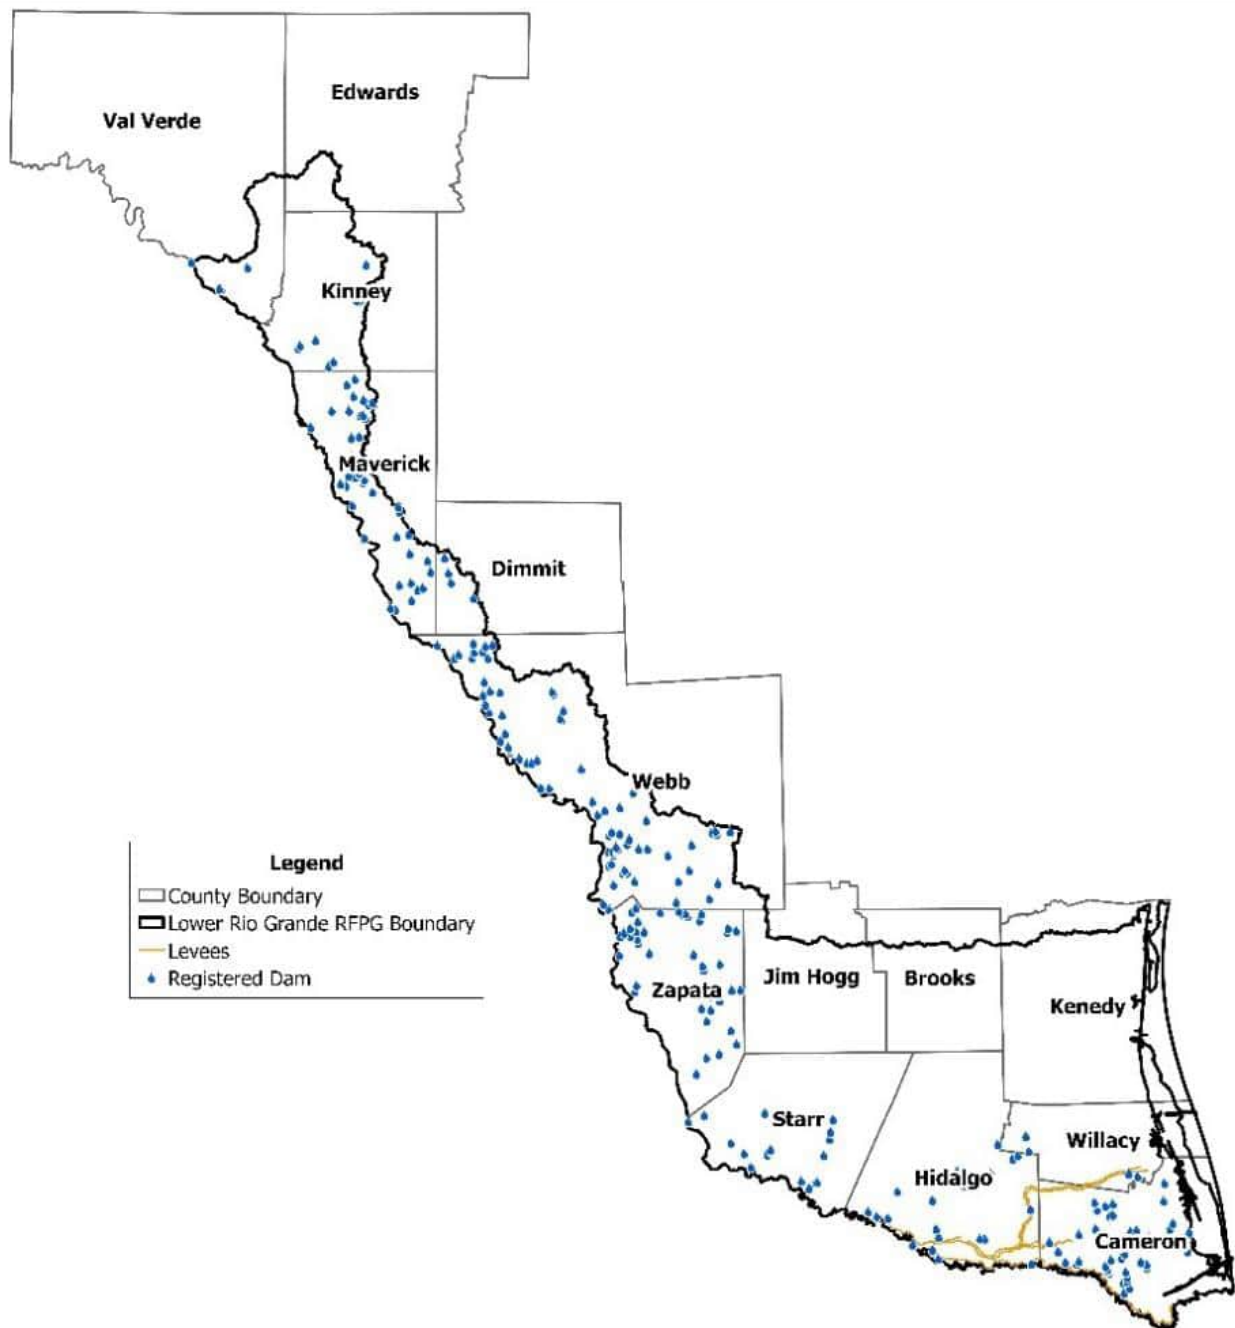 Edwards
Val Verde
Kinney
Maverick
Dimmit
Webb
Legend
County Boundary
Lower Rio Grande RFPG Boundary
Levees
Registered Dam
Zapata
Jim Hogg
Brooks
Kenedy
Starr
Willacy
Hidalgo
Cameron